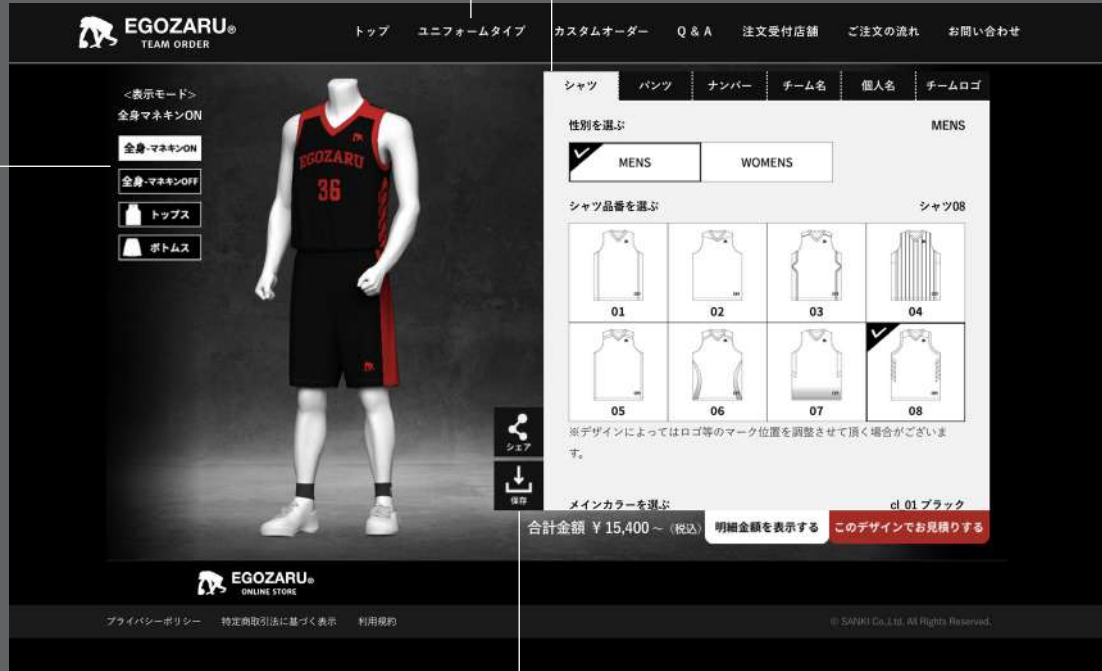 EGOZARU®
TEAM ORDER
トップ ユニフォームタイプ カスタムオーダー Q & A 注文受付店舗 ご注文の流れ お問い合わせ
<表示モード>
全身マネキンON
全身-マネキンON
全身-マネキンOFF
トップス
ボトムス
EGOZARU
36
シェア
保存
シャツ パンツ ナンバー チーム名 個人名 チームロゴ
性別を選ぶ MENS
MENS WOMENS
シャツ品番を選ぶ シャツ08
01 02 03 04
05 06 07 08
※デザインによってはロゴ等のマーク位置を調整させて頂く場合がございま
す。
メインカラーを選ぶ cl_01 ブラック
合計金額 ¥ 15,400 ~ (税込) 明細金額を表示する このデザインでお見積りする
EGOZARU®
ONLINE STORE
プライバシーポリシー 特定商取引法に基づく表示 利用規約
© SANKI Co.,Ltd. All Rights Reserved.